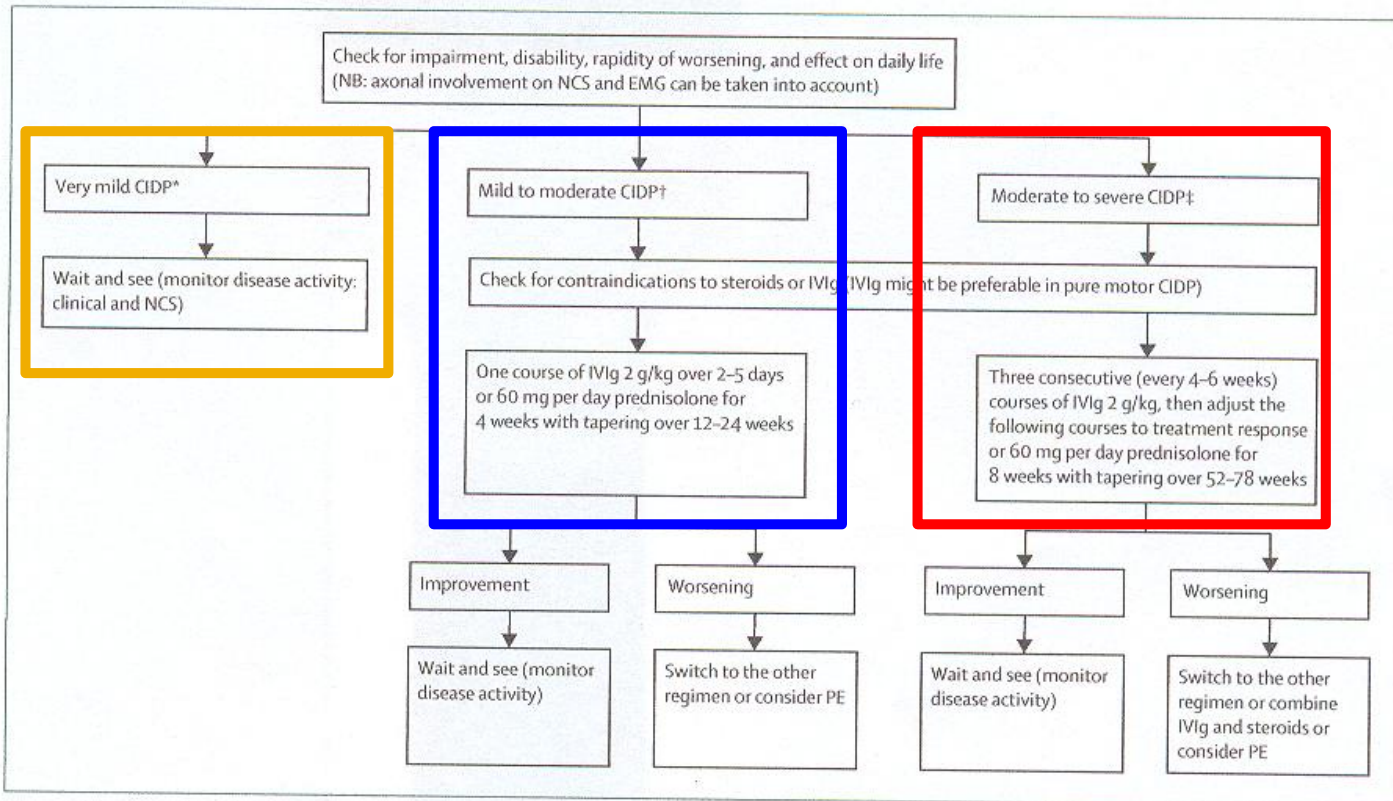 Check for impairment, disability, rapidity of worsening, and effect on daily life
(NB: axonal involvement on NCS and EMG can be taken into account)
Very mild CIDP*
Mild to moderate CIDP†
Moderate to severe CIDP‡
Wait and see (monitor disease activity:
clinical and NCS)
Check for contraindications to steroids or IVIg (IVIg might be preferable in pure motor CIDP)
One course of IVIg 2 g/kg over 2–5 days
or 60 mg per day prednisolone for
4 weeks with tapering over 12–24 weeks
Three consecutive (every 4–6 weeks)
courses of IVIg 2 g/kg, then adjust the
following courses to treatment response
or 60 mg per day prednisolone for
8 weeks with tapering over 52–78 weeks
Improvement
Worsening
Improvement
Worsening
Wait and see (monitor
disease activity)
Switch to the other
regimen or consider PE
Wait and see (monitor
disease activity)
Switch to the other
regimen or combine
IVIg and steroids or
consider PE